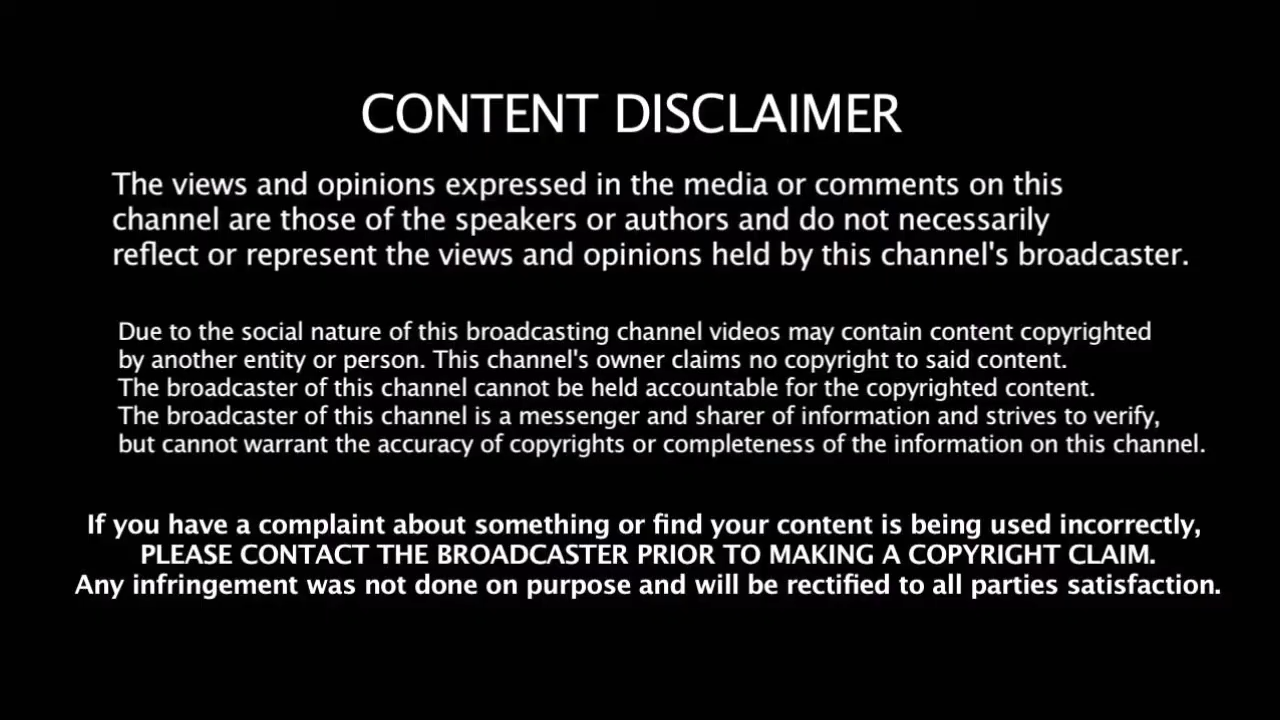 CONTENT DISCLAIMER
The views and opinions expressed in the media or comments on this
channel are those of the speakers or authors and do not necessarily
reflect or represent the views and opinions held by this channel's broadcaster.
Due to the social nature of this broadcasting channel videos may contain content copyrighted
by another entity or person. This channel's owner claims no copyright to said content.
The broadcaster of this channel cannot be held accountable for the copyrighted content.
The broadcaster of this channel is a messenger and sharer of information and strives to verify,
but cannot warrant the accuracy of copyrights or completeness of the information on this channel.
If you have a complaint about something or find your content is being used incorrectly,
PLEASE CONTACT THE BROADCASTER PRIOR TO MAKING A COPYRIGHT CLAIM.
Any infringement was not done on purpose and will be rectified to all parties satisfaction.